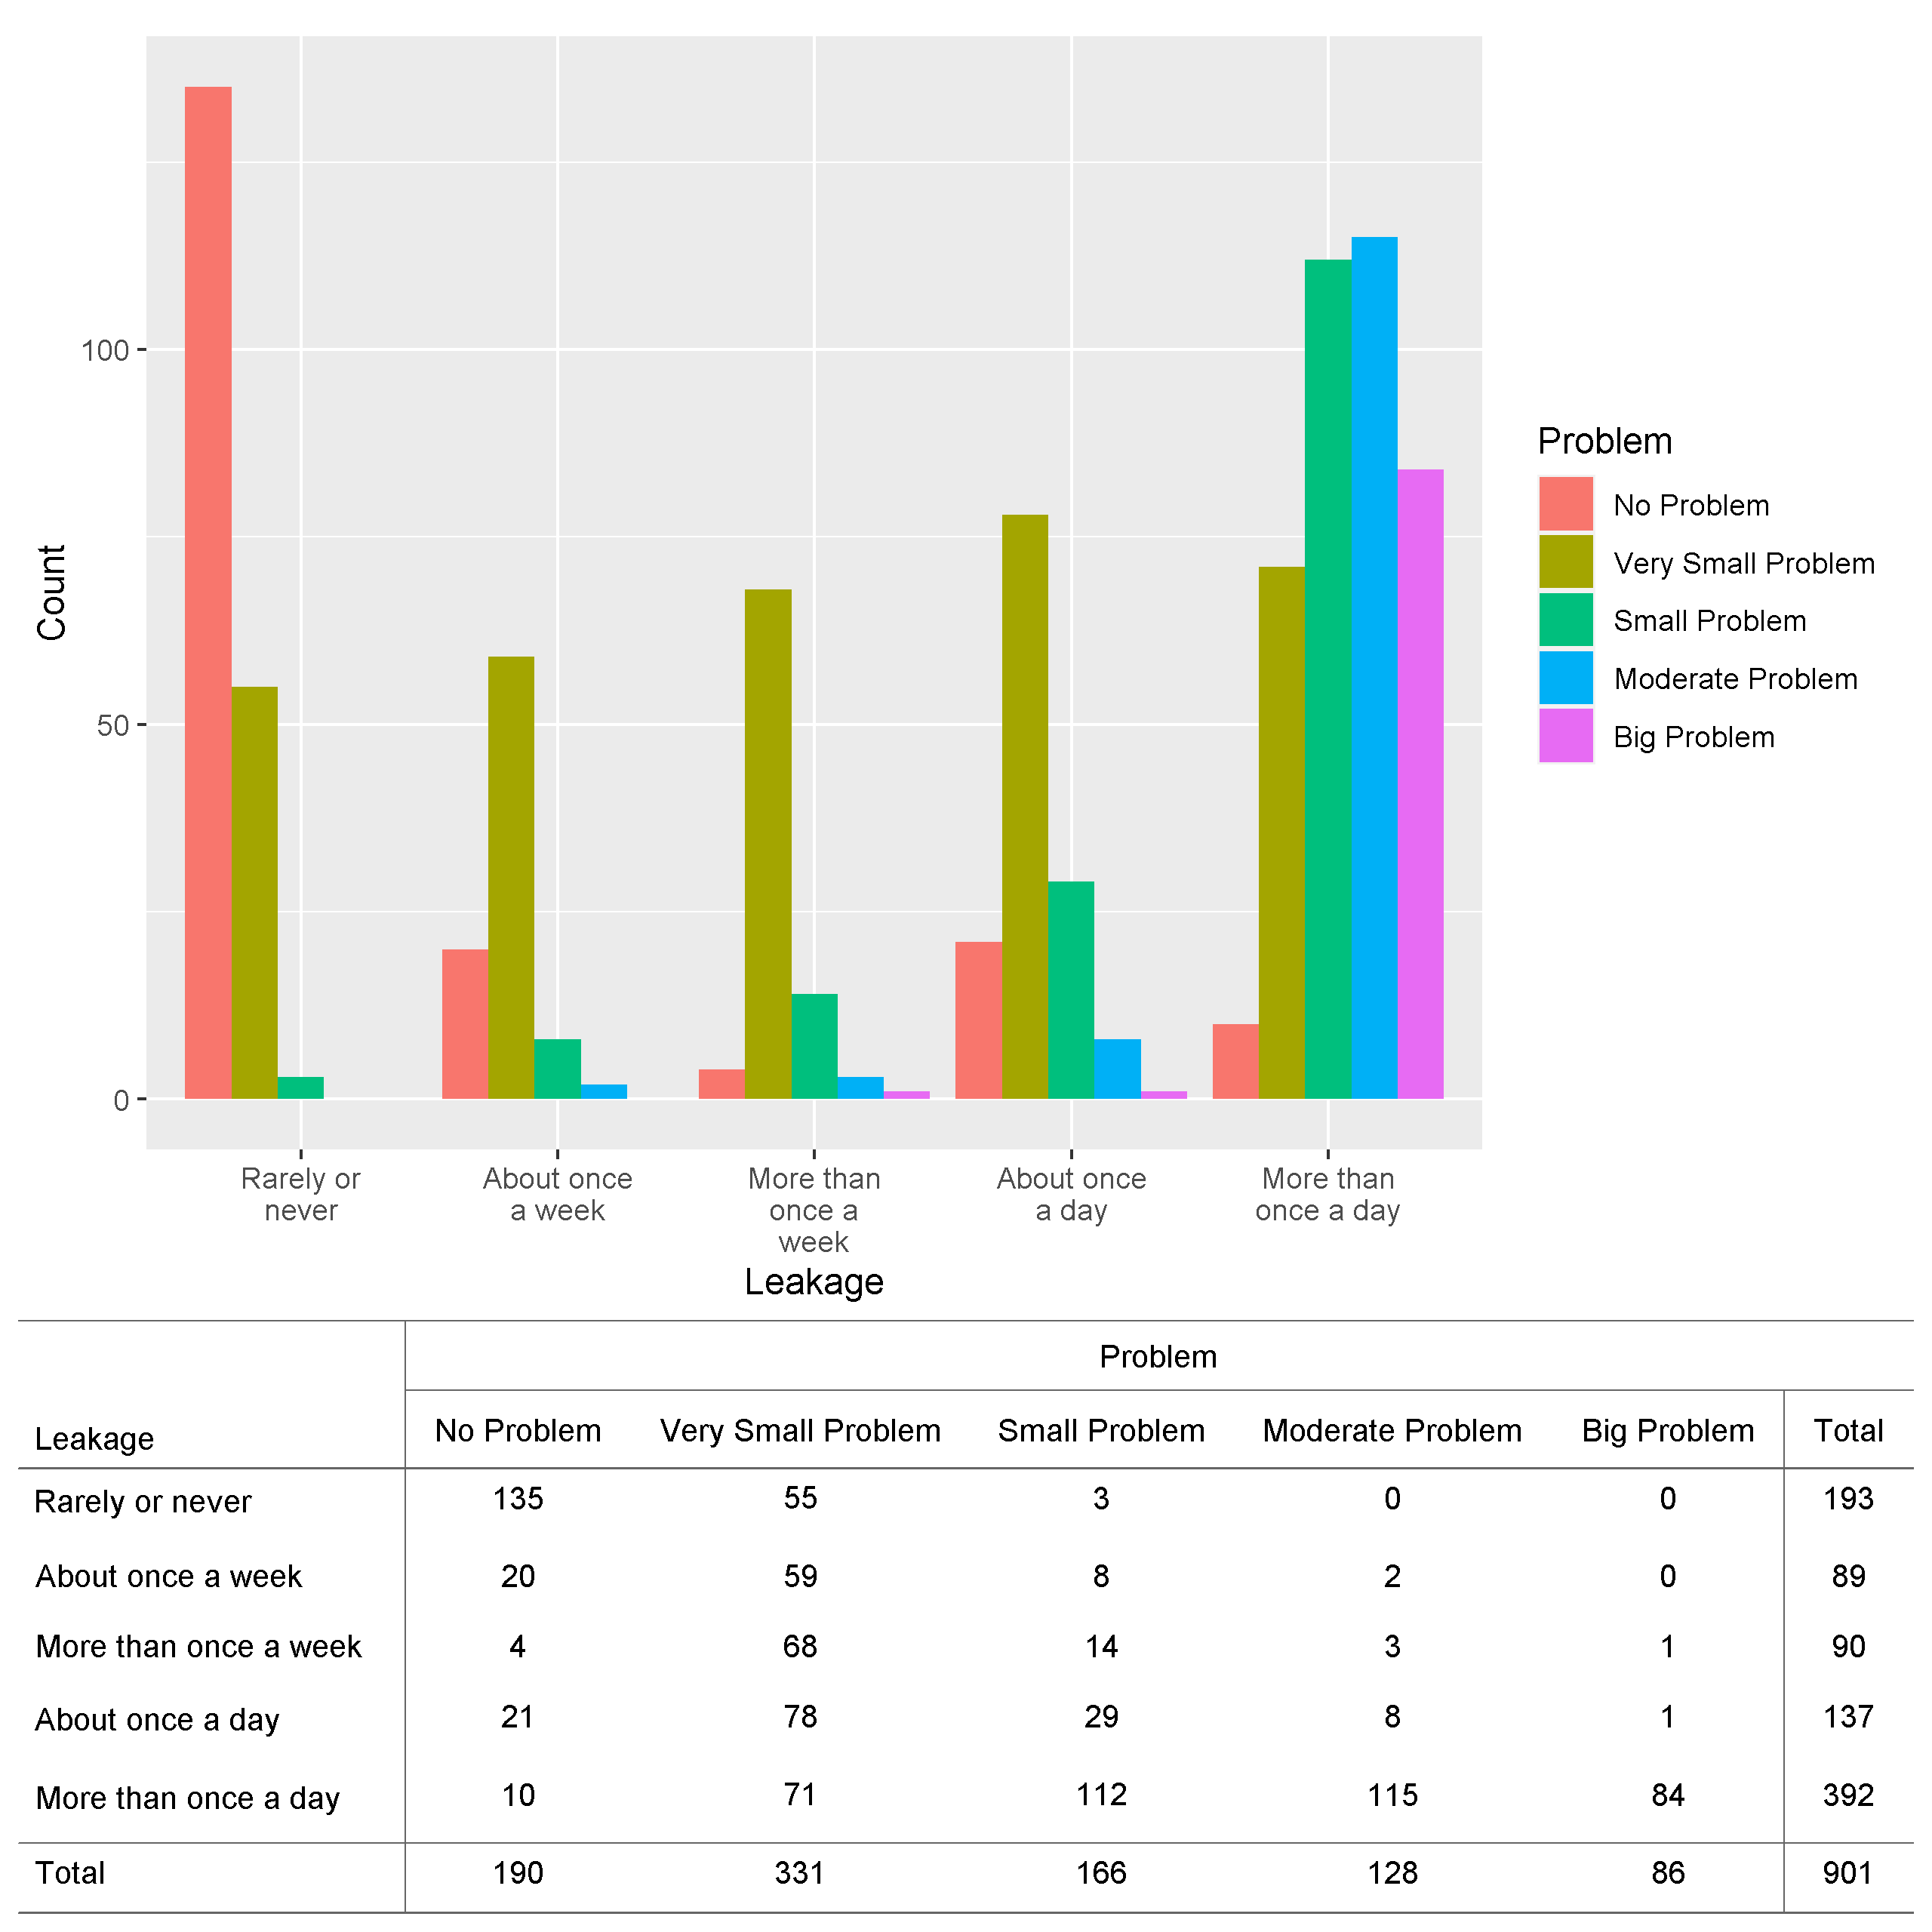 100
50
0
Count
Rarely or
never
About once
a week
More than
once a
week
About once
a day
More than
once a day
Leakage
Problem
No Problem
Very Small Problem
Small Problem
Moderate Problem
Big Problem
Problem
Leakage No Problem Very Small Problem Small Problem Moderate Problem Big Problem Total
Rarely or never 135 55 3 0 0 193
About once a week 20 59 8 2 0 89
More than once a week 4 68 14 3 1 90
About once a day 21 78 29 8 1 137
More than once a day 10 71 112 115 84 392
Total 190 331 166 128 86 901